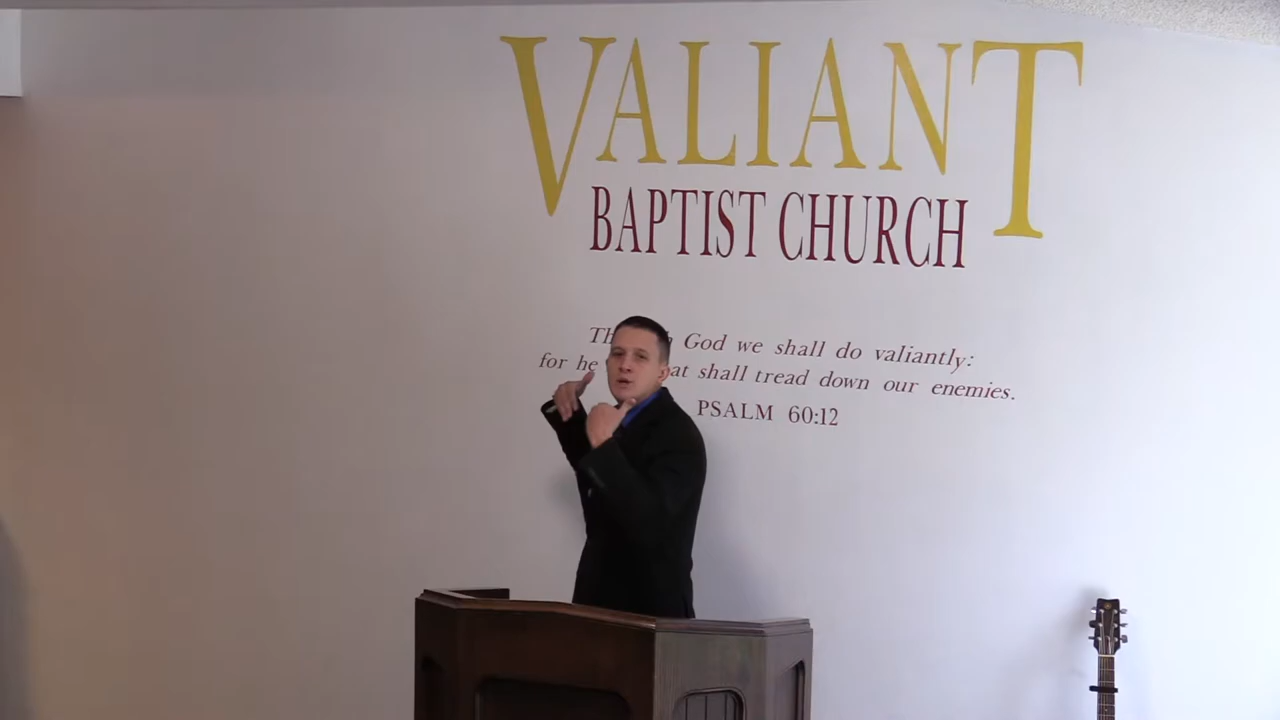 VALIANT
BAPTIST CHURCH
God we shall do valiantly:
for he shall tread down our enemies.
PSALM 60:12